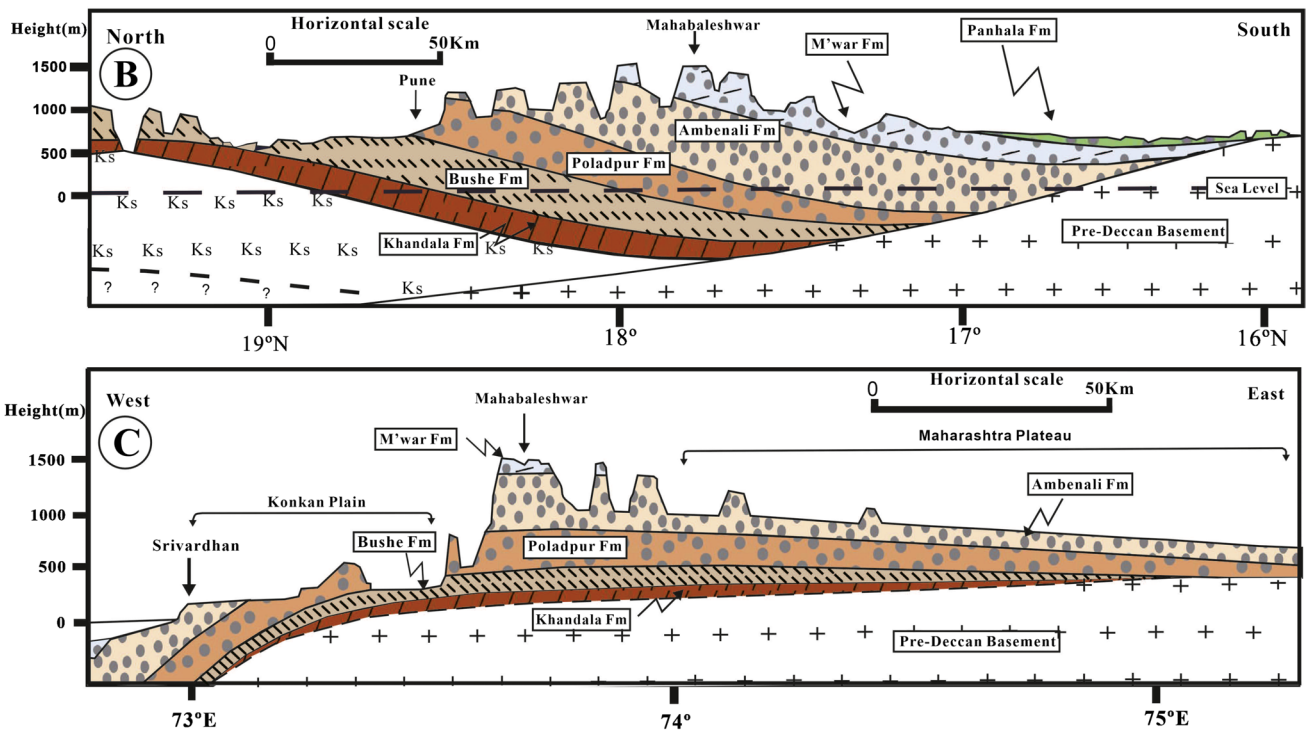 Height(m)
North
Horizontal scale
0
50Km
Mahabaleshwar
M'war Fm
Panhala Fm
South
B
Pune
1500
1000
500
0
Ambenali Fm
Poladpur Fm
Bushe Fm
Khandala Fm
Sea Level
Pre-Deccan Basement
Ks
Ks Ks Ks Ks Ks
Ks Ks Ks Ks Ks Ks Ks Ks
Ks
? ? ? ?
19ºN
18º
17º
16ºN
Height(m)
West
C
Mahabaleshwar
0
Horizontal scale
50Km
East
M'war Fm
Maharashtra Plateau
1500
1000
500
0
Konkan Plain
Srivardhan
Bushe Fm
Poladpur Fm
Ambenali Fm
Khandala Fm
Pre-Deccan Basement
73ºE
74º
75ºE